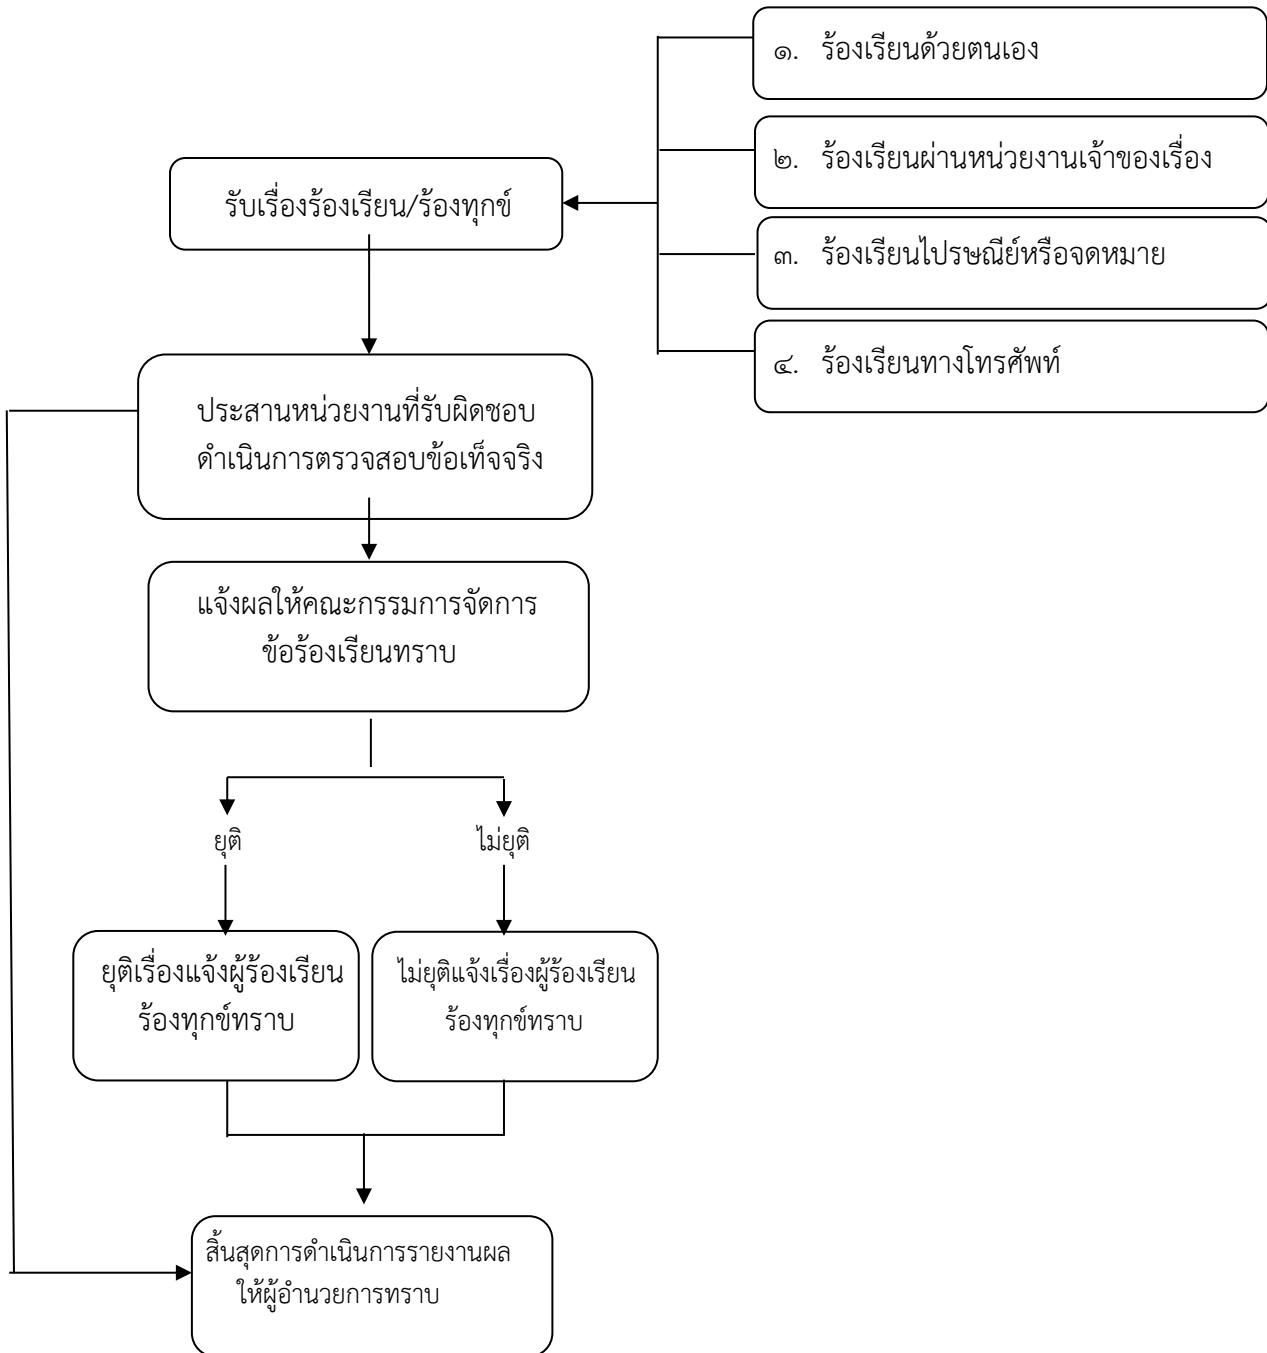 ๑. ร้องเรียนด้วยตนเอง
๒. ร้องเรียนผ่านหน่วยงานเจ้าของเรื่อง
๓. ร้องเรียนไปรษณีย์หรือจดหมาย
๔. ร้องเรียนทางโทรศัพท์
รับเรื่องร้องเรียน/ร้องทุกข์
ประสานหน่วยงานที่รับผิดชอบ
ดำเนินการตรวจสอบข้อเท็จจริง
แจ้งผลให้คณะกรรมการจัดการ
ข้อร้องเรียนทราบ
ยุติ
ไม่ยุติ
ยุติเรื่องแจ้งผู้ร้องเรียน
ร้องทุกข์ทราบ
ไม่ยุติแจ้งเรื่องผู้ร้องเรียน
ร้องทุกข์ทราบ
สิ้นสุดการดำเนินการรายงานผล
ให้ผู้อำนวยการทราบ